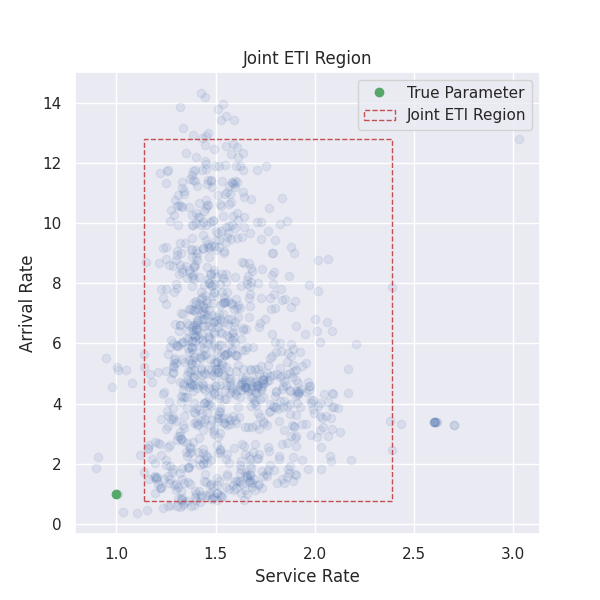 Joint ETI Region
True Parameter
Joint ETI Region
Arrival Rate
14
12
10
8
6
4
2
0
1.0 1.5 2.0 2.5 3.0
Service Rate